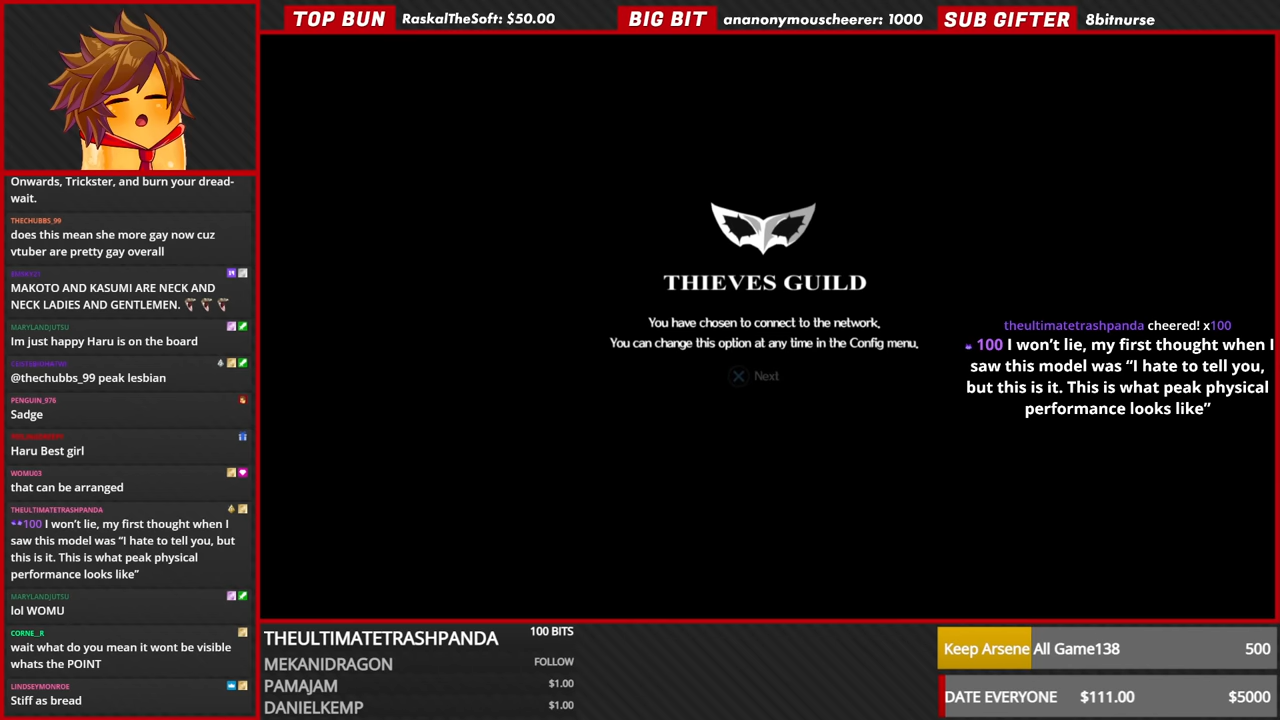 TOP BUN RaskalTheSoft: $50.00 BIG BIT ananonymouscheerer: 1000 SUB GIFTER 8bitnurse
Onwards, Trickster, and burn your dread-
wait.
THECHUBBS_99
does this mean she more gay now cuz
vtuber are pretty gay overall
MAKOTO AND KASUMI ARE NECK AND
NECK LADIES AND GENTLEMEN.
MARYLANDJUTSU
Im just happy Haru is on the board
@thechubbs_99 peak lesbian
PENGUIN_976
Sadge
Haru Best girl
WOMU03
that can be arranged
THEULTIMATETRASHPANDA
100 I won't lie, my first thought when I
saw this model was “I hate to tell you, but
this is it. This is what peak physical
performance looks like”
MARYLANDJUTSU
lol WOMU
CORNE__R
wait what do you mean it wont be visible
whats the POINT
LINDSEYMONROE
Stiff as bread
THIEVES GUILD
You have chosen to connect to the network.
You can change this option at any time in the Config menu.
Next
theultimatetrashpanda cheered! x100
100 I won't lie, my first thought when I
saw this model was “I hate to tell you,
but this is it. This is what peak physical
performance looks like”
THEULTIMATETRASHPANDA 100 BITS
MEKANIDRAGON FOLLOW
PAMAJAM $1.00
DANIELKEMP $1.00
Keep Arsene All Game138 500
DATE EVERYONE $111.00 $5000